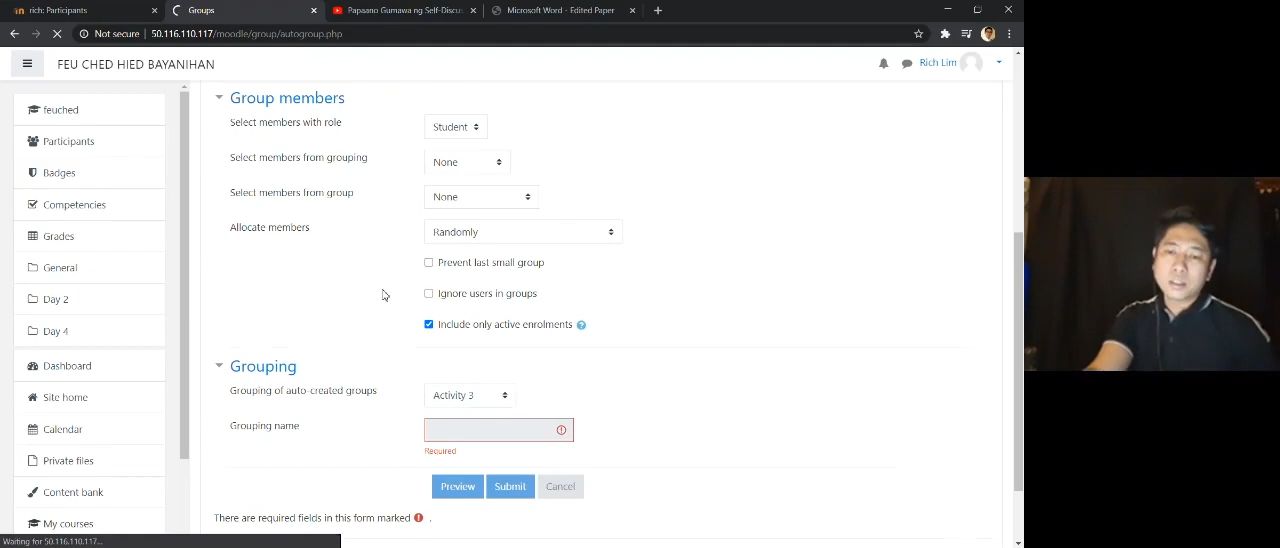 rich: Participants
Groups
Papaano Gumawa ng Self-Discus
Microsoft Word - Edited Paper
Not secure
50.116.110.117/moodle/group/autogroup.php
FEU CHED HIED BAYANIHAN
Rich Lim
feuched
Participants
Badges
Competencies
Grades
General
Day 2
Day 4
Dashboard
Site home
Calendar
Private files
Content bank
My courses
Group members
Select members with role
Student
Select members from grouping
None
Select members from group
None
Allocate members
Randomly
Prevent last small group
Ignore users in groups
Include only active enrolments
Grouping
Grouping of auto-created groups
Activity 3
Grouping name
Required
Preview
Submit
Cancel
There are required fields in this form marked .
Waiting for 50.116.110.117...